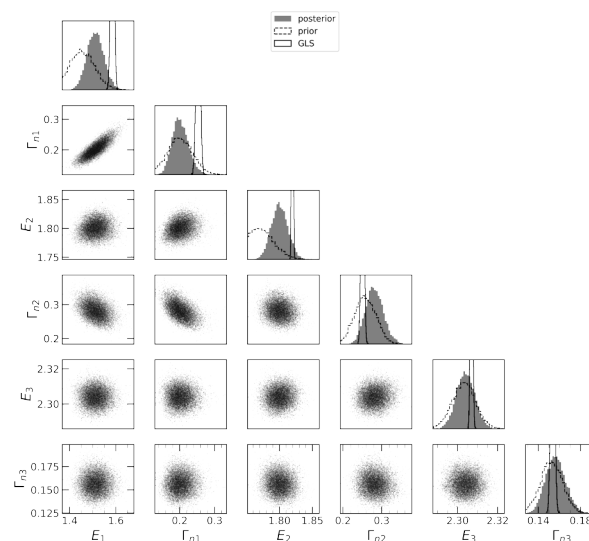 posterior
prior
GLS
Γn1
0.3
0.2
E2
1.85
1.80
1.75
Γn2
0.3
0.2
E3
2.32
2.30
Γn3
0.175
0.150
0.125
1.4 1.6 0.2 0.3 1.80 1.85 0.2 0.3 2.30 2.32 0.14 0.18
E1 Γn1 E2 Γn2 E3 Γn3